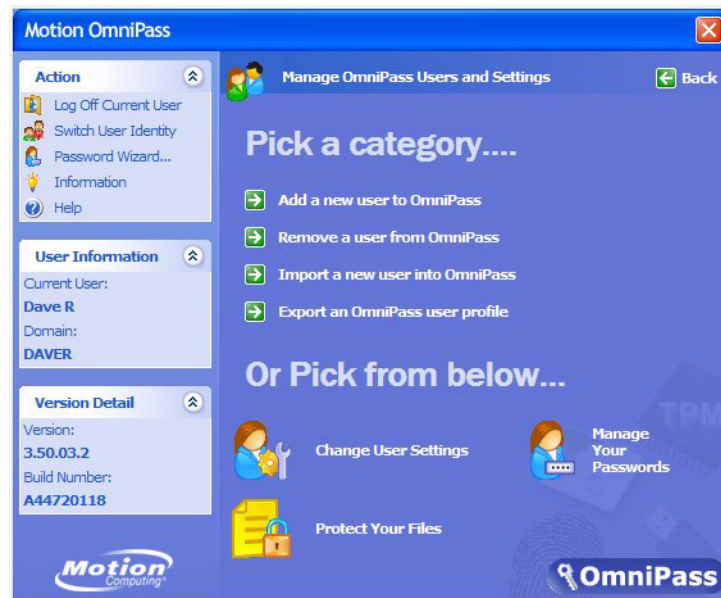 Motion OmniPass
Action
Log Off Current User
Switch User Identity
Password Wizard...
Information
Help
User Information
Current User:
Dave R
Domain:
DAVER
Version Detail
Version:
3.50.03.2
Build Number:
A44720118
Motion
Computing®
Manage OmniPass Users and Settings
Back
Pick a category....
Add a new user to OmniPass
Remove a user from OmniPass
Import a new user into OmniPass
Export an OmniPass user profile
Or Pick from below...
Change User Settings
Manage
Your
Passwords
Protect Your Files
TPM
OmniPass